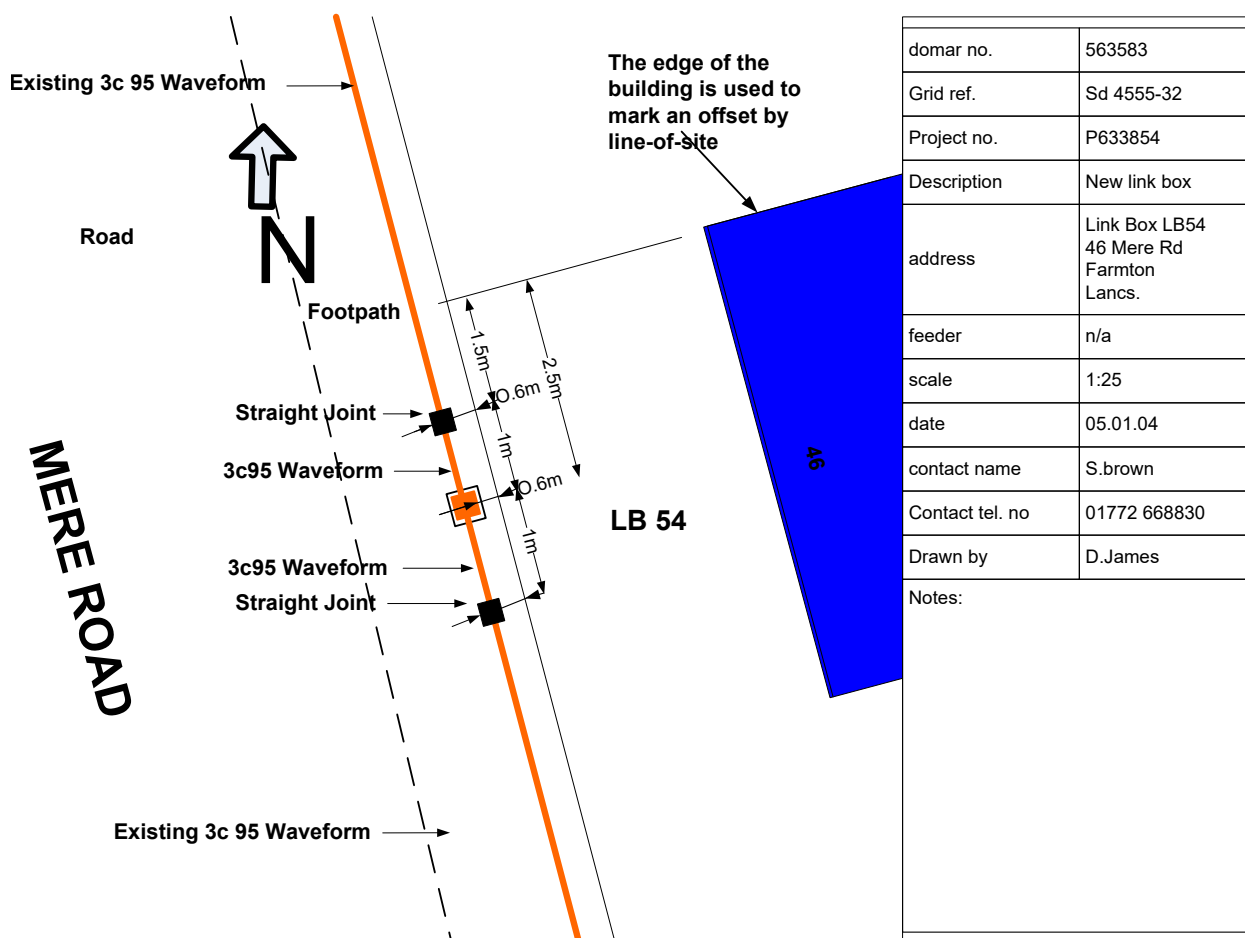 Existing 3c 95 Waveform
The edge of the
building is used to
mark an offset by
line-of-site
N
Road
Footpath
1.5m
2.5m
Straight Joint
O.6m
1m
3c95 Waveform
O.6m
LB 54
46
1m
3c95 Waveform
Straight Joint
MERE ROAD
Existing 3c 95 Waveform
domar no. 563583
Grid ref. Sd 4555-32
Project no. P633854
Description New link box
address
Link Box LB54
46 Mere Rd
Farmton
Lancs.
feeder n/a
scale 1:25
date 05.01.04
contact name S.brown
Contact tel. no 01772 668830
Drawn by D.James
Notes: